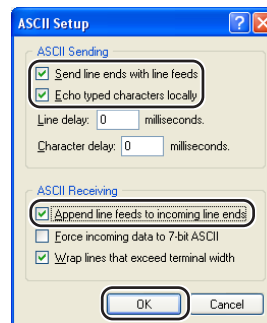 ASCII Setup
ASCII Sending
Send line ends with line feeds
Echo typed characters locally
Line delay: 0 milliseconds.
Character delay: 0 milliseconds.
ASCII Receiving
Append line feeds to incoming line ends
Force incoming data to 7-bit ASCII
Wrap lines that exceed terminal width
OK Cancel